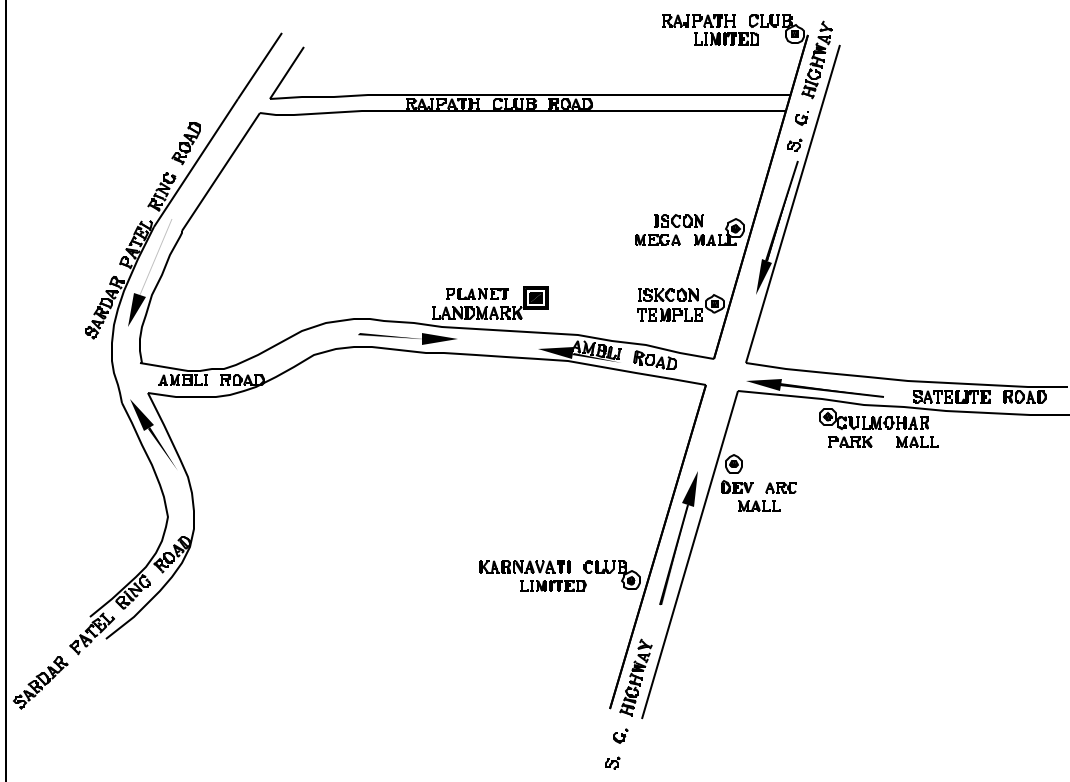 RAJPATH CLUB
LIMITED
S. G. HIGHWAY
RAJPATH CLUB ROAD
SARDAR PATEL RING ROAD
ISCON
MEGA MALL
PLANET
LANDMARK
ISKCON
TEMPLE
AMBLI ROAD
AMBLI ROAD
SATELITE ROAD
GULMOHAR
PARK MALL
DEV ARC
MALL
KARNAVATI CLUB
LIMITED
SARDAR PATEL RING ROAD
S. G. HIGHWAY